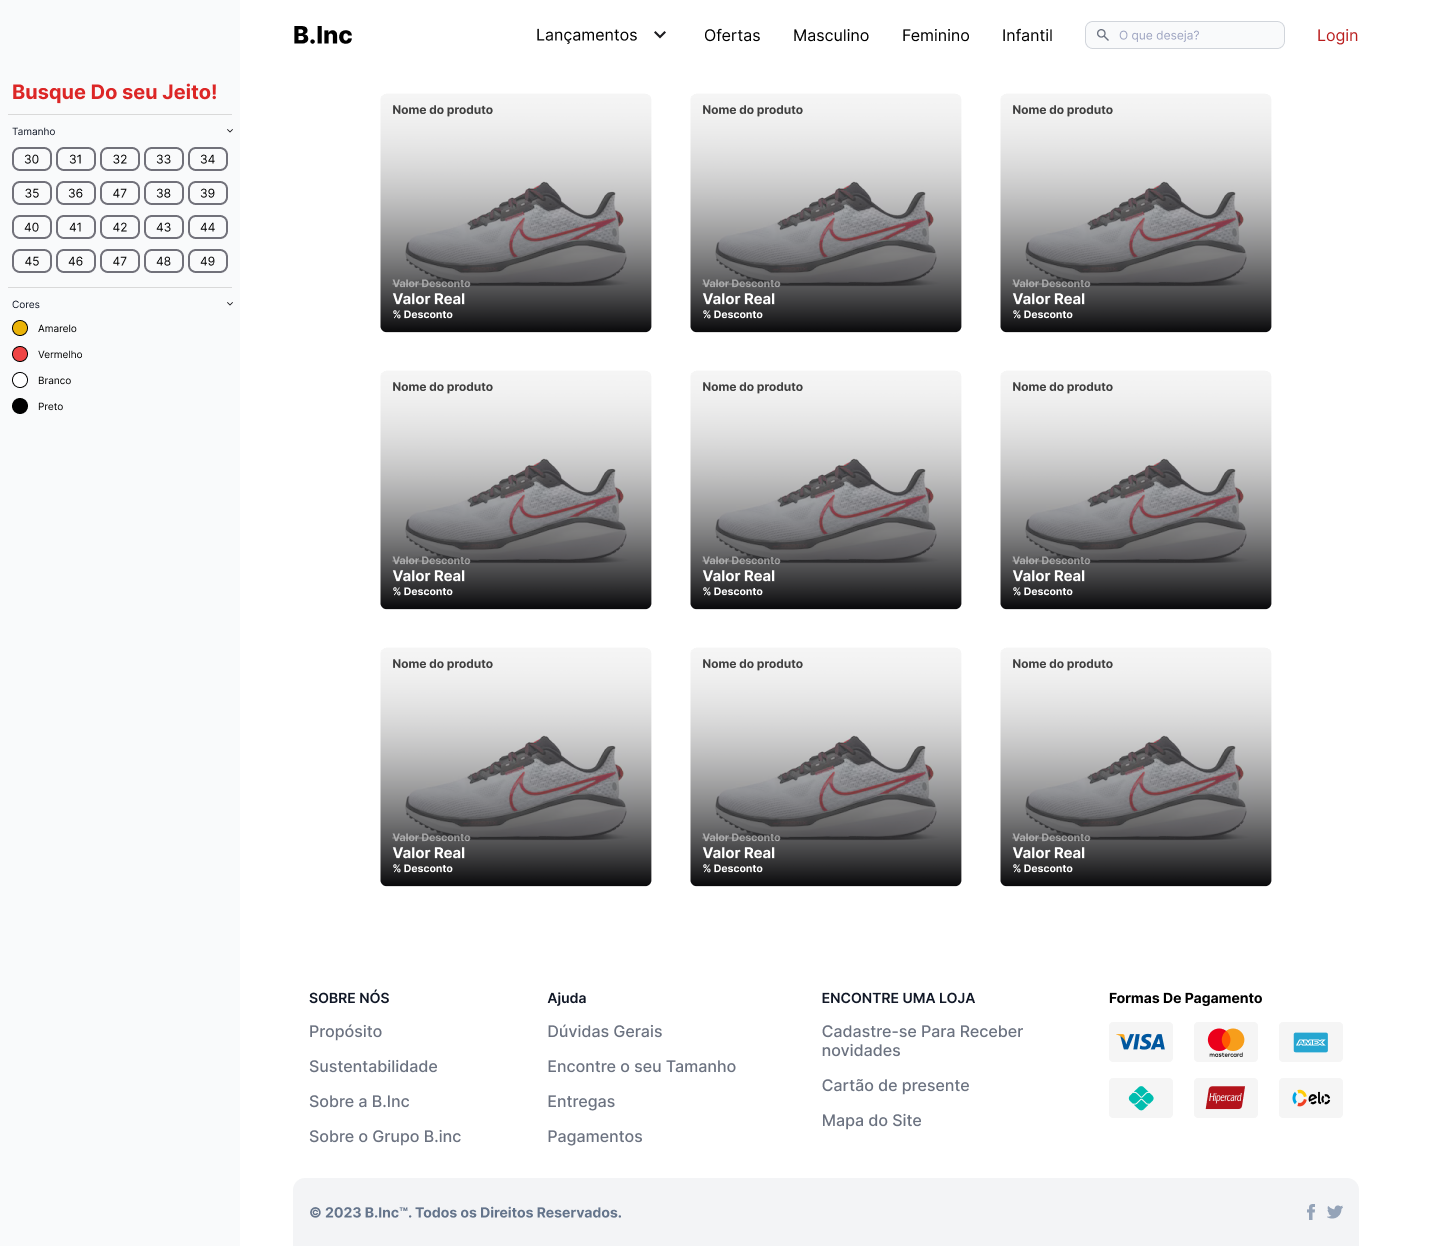 B.Inc
Lançamentos
Ofertas
Masculino
Feminino
Infantil
O que deseja?
Login
Busque Do seu Jeito!
Tamanho
30 31 32 33 34
35 36 47 38 39
40 41 42 43 44
45 46 47 48 49
Cores
Amarelo
Vermelho
Branco
Preto
Nome do produto
Valor Desconto
Valor Real
% Desconto
Nome do produto
Valor Desconto
Valor Real
% Desconto
Nome do produto
Valor Desconto
Valor Real
% Desconto
Nome do produto
Valor Desconto
Valor Real
% Desconto
Nome do produto
Valor Desconto
Valor Real
% Desconto
Nome do produto
Valor Desconto
Valor Real
% Desconto
Nome do produto
Valor Desconto
Valor Real
% Desconto
Nome do produto
Valor Desconto
Valor Real
% Desconto
Nome do produto
Valor Desconto
Valor Real
% Desconto
SOBRE NÓS
Propósito
Sustentabilidade
Sobre a B.Inc
Sobre o Grupo B.inc
Ajuda
Dúvidas Gerais
Encontre o seu Tamanho
Entregas
Pagamentos
ENCONTRE UMA LOJA
Cadastre-se Para Receber
novidades
Cartão de presente
Mapa do Site
Formas De Pagamento
VISA
mastercard
AMEX
Hipercard
elo
© 2023 B.Inc™. Todos os Direitos Reservados.